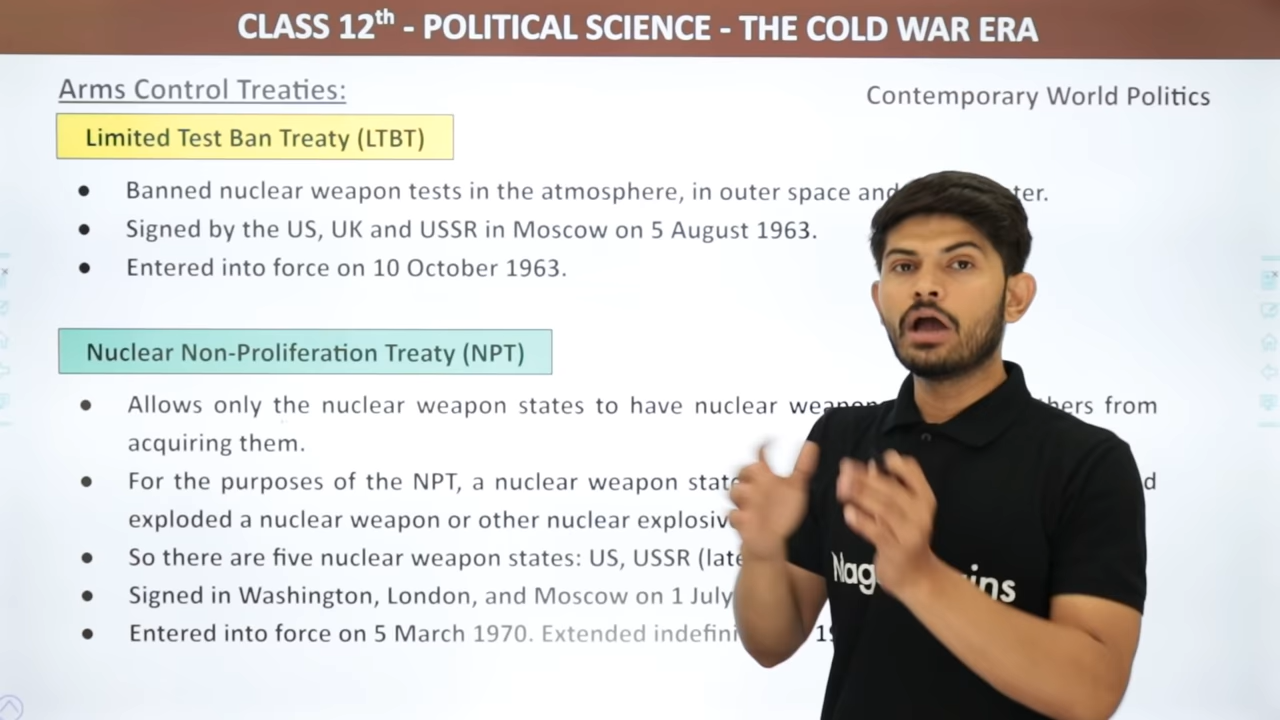 CLASS 12th - POLITICAL SCIENCE - THE COLD WAR ERA
Arms Control Treaties:
Contemporary World Politics
Limited Test Ban Treaty (LTBT)
● Banned nuclear weapon tests in the atmosphere, in outer space and
● Signed by the US, UK and USSR in Moscow on 5 August 1963.
● Entered into force on 10 October 1963.
Nuclear Non-Proliferation Treaty (NPT)
● Allows only the nuclear weapon states to have nuclear from
acquiring them.
● For the purposes of the NPT, a nuclear weapon
exploded a nuclear weapon or other nuclear
● So there are five nuclear weapon states: US, USSR
● Signed in Washington, London, and Moscow on 1 July
● Entered into force on 5 March 1970. Extended